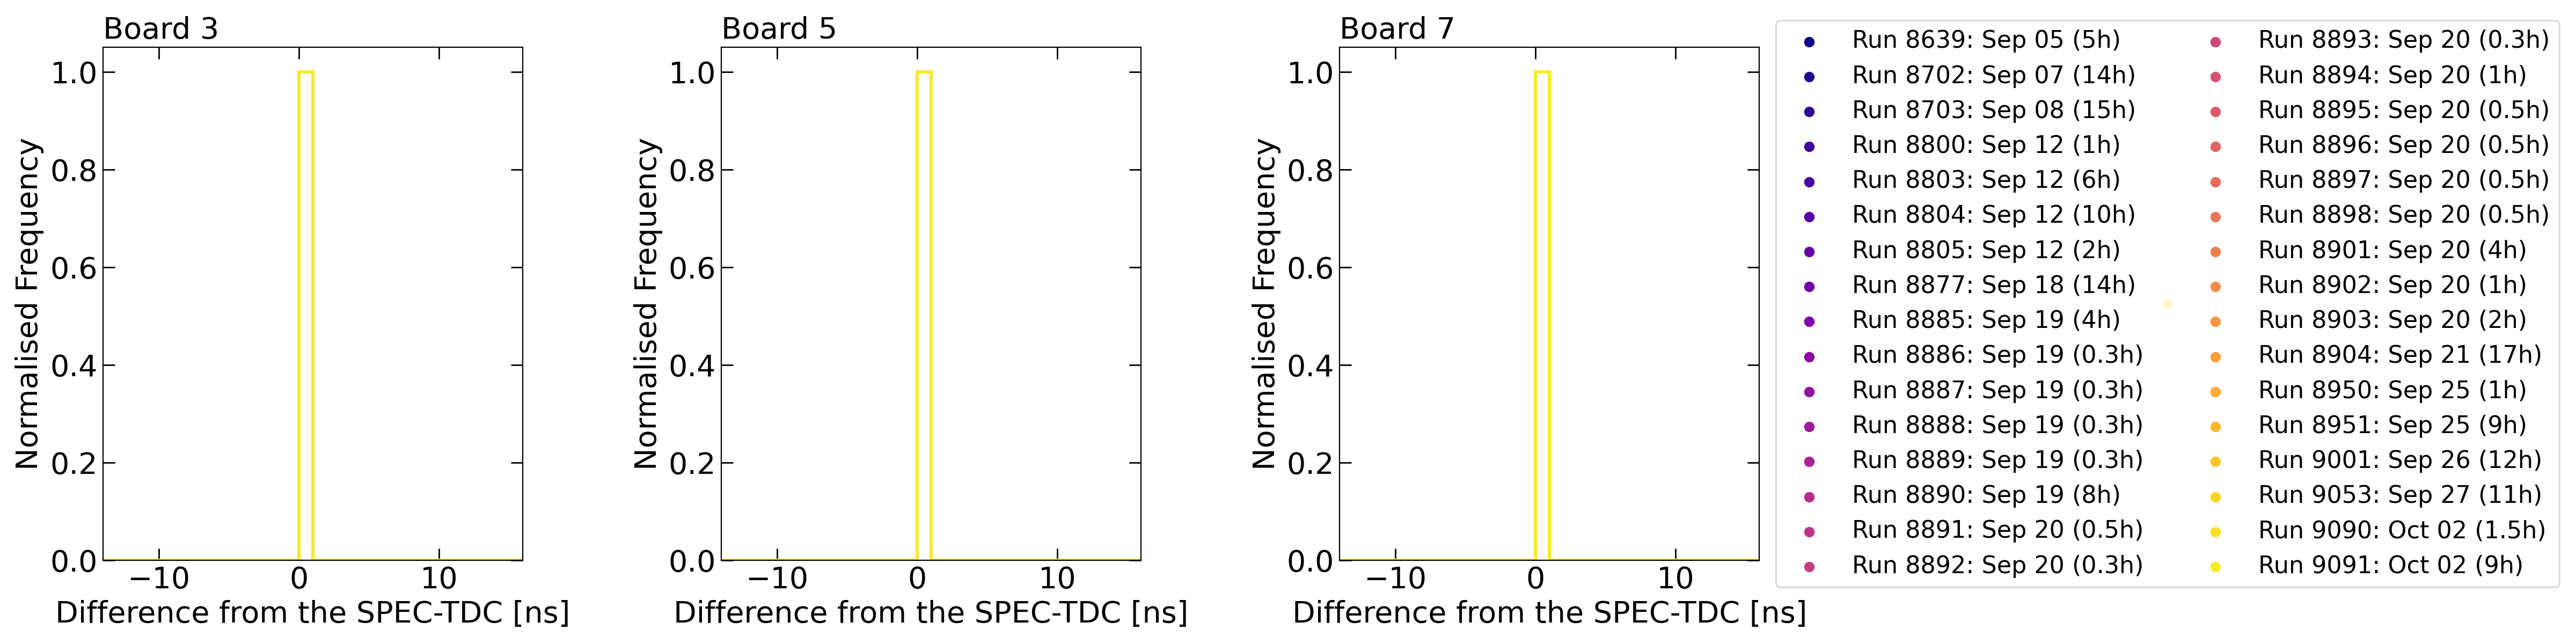 Board 3
1.0
0.8
0.6
0.4
0.2
0.0
−10 0 10
Normalised Frequency
Difference from the SPEC-TDC [ns]
Board 5
1.0
0.8
0.6
0.4
0.2
0.0
−10 0 10
Normalised Frequency
Difference from the SPEC-TDC [ns]
Board 7
1.0
0.8
0.6
0.4
0.2
0.0
−10 0 10
Normalised Frequency
Difference from the SPEC-TDC [ns]
Run 8639: Sep 05 (5h)
Run 8702: Sep 07 (14h)
Run 8703: Sep 08 (15h)
Run 8800: Sep 12 (1h)
Run 8803: Sep 12 (6h)
Run 8804: Sep 12 (10h)
Run 8805: Sep 12 (2h)
Run 8877: Sep 18 (14h)
Run 8885: Sep 19 (4h)
Run 8886: Sep 19 (0.3h)
Run 8887: Sep 19 (0.3h)
Run 8888: Sep 19 (0.3h)
Run 8889: Sep 19 (0.3h)
Run 8890: Sep 19 (8h)
Run 8891: Sep 20 (0.5h)
Run 8892: Sep 20 (0.3h)
Run 8893: Sep 20 (0.3h)
Run 8894: Sep 20 (1h)
Run 8895: Sep 20 (0.5h)
Run 8896: Sep 20 (0.5h)
Run 8897: Sep 20 (0.5h)
Run 8898: Sep 20 (0.5h)
Run 8901: Sep 20 (4h)
Run 8902: Sep 20 (1h)
Run 8903: Sep 20 (2h)
Run 8904: Sep 21 (17h)
Run 8950: Sep 25 (1h)
Run 8951: Sep 25 (9h)
Run 9001: Sep 26 (12h)
Run 9053: Sep 27 (11h)
Run 9090: Oct 02 (1.5h)
Run 9091: Oct 02 (9h)